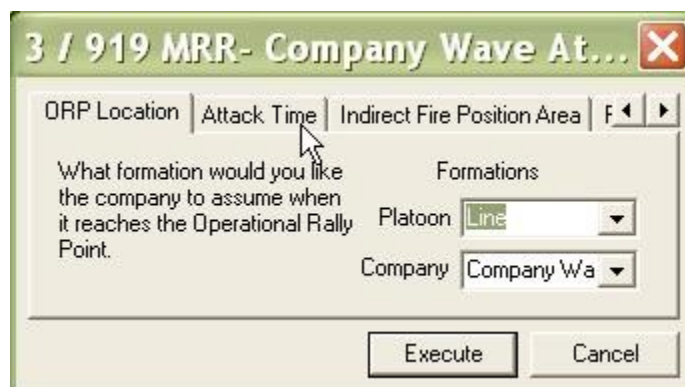 3 / 919 MRR- Company Wave At...
ORP Location Attack Time Indirect Fire Position Area F
What formation would you like
the company to assume when
it reaches the Operational Rally
Point.
Formations
Platoon Line
Company Company Wa
Execute Cancel